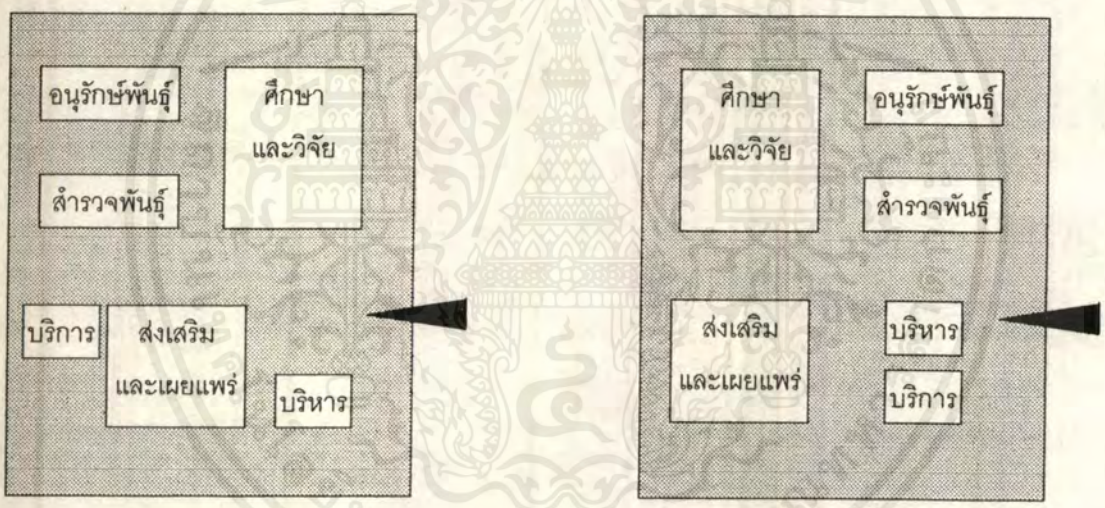 อนุรักษ์พันธุ์
ศึกษา
และวิจัย
สำรวจพันธุ์
บริการ
ส่งเสริม
และเผยแพร่
บริหาร
ศึกษา
และวิจัย
อนุรักษ์พันธุ์
สำรวจพันธุ์
ส่งเสริม
และเผยแพร่
บริหาร
บริการ